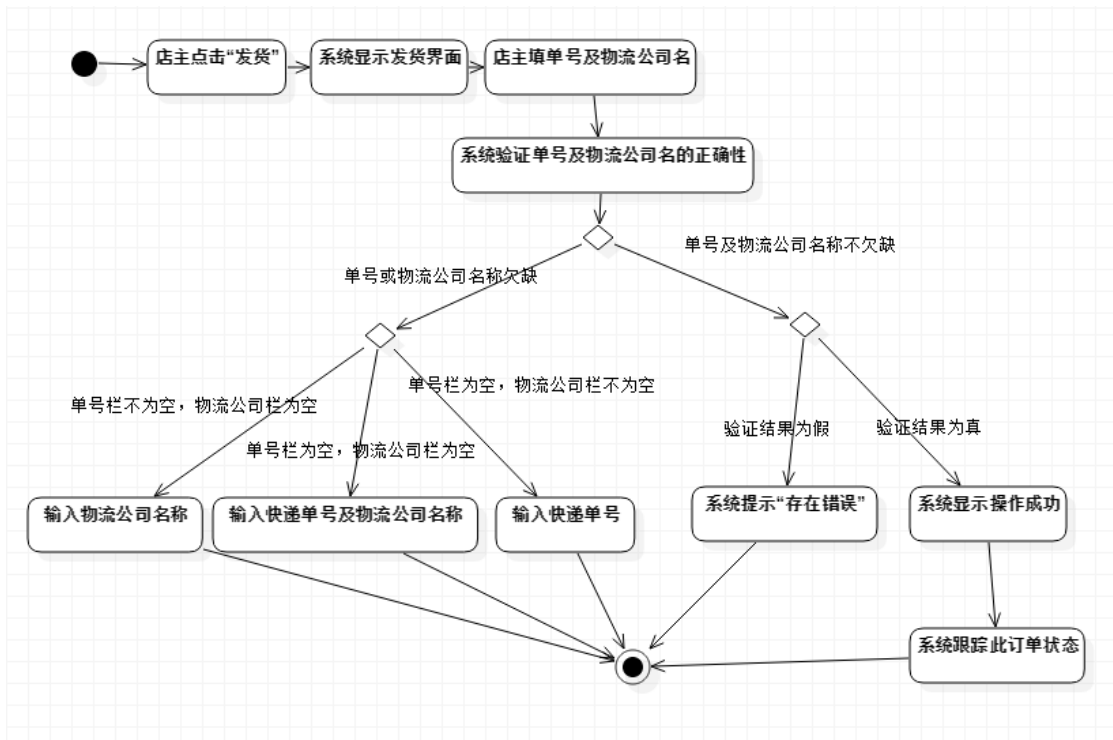 店主点击“发货”
系统显示发货界面
店主填单号及物流公司名
系统验证单号及物流公司名的正确性
单号及物流公司名称不欠缺
单号或物流公司名称欠缺
单号栏为空，物流公司栏不为空
单号栏不为空，物流公司栏为空
验证结果为假
验证结果为真
单号栏为空，物流公司栏为空
输入物流公司名称
输入快递单号及物流公司名称
输入快递单号
系统提示“存在错误”
系统显示操作成功
系统跟踪此订单状态